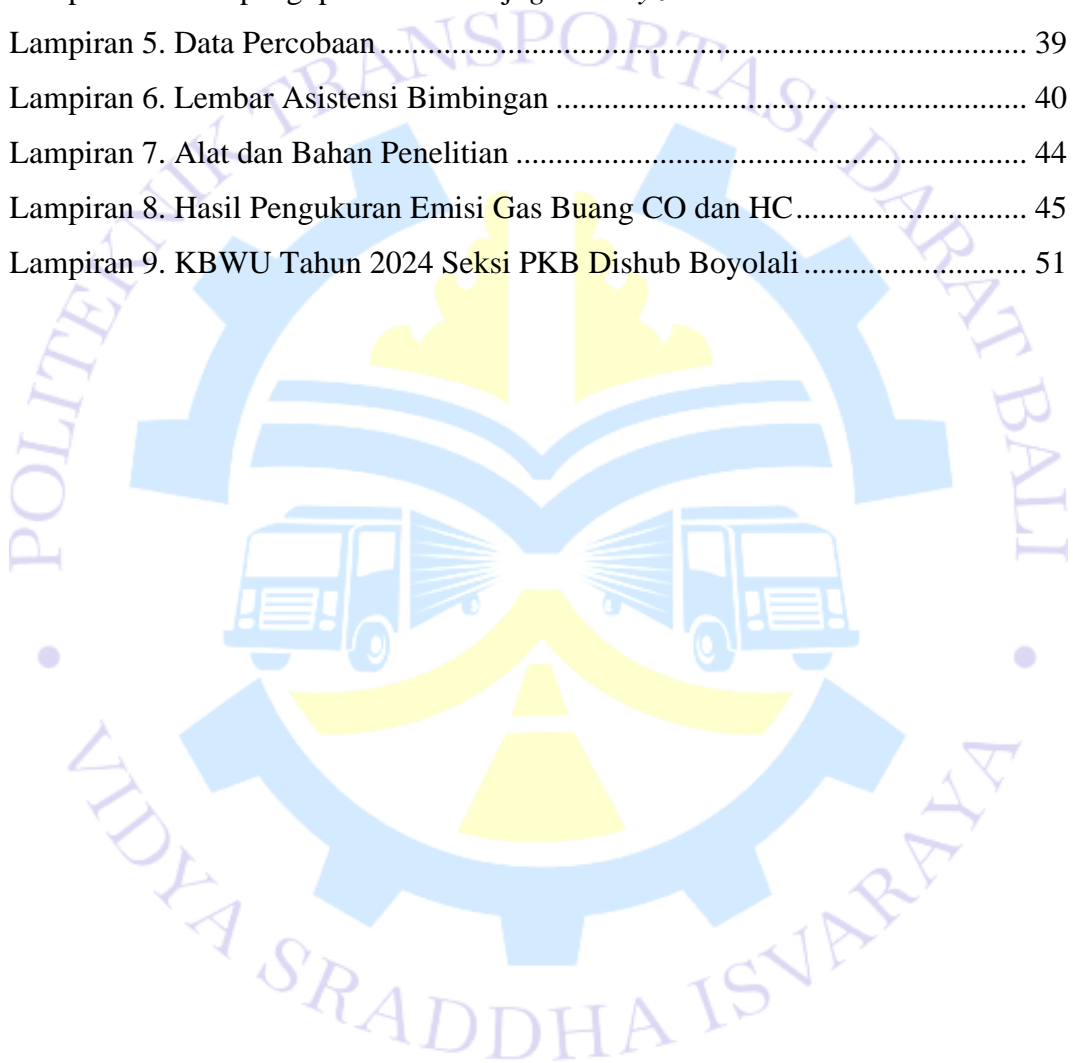 Lampiran 5. Data Percobaan ........................................................................................ 39
Lampiran 6. Lembar Asistensi Bimbingan ................................................................ 40
Lampiran 7. Alat dan Bahan Penelitian ..................................................................... 44
Lampiran 8. Hasil Pengukuran Emisi Gas Buang CO dan HC ............................... 45
Lampiran 9. KBWU Tahun 2024 Seksi PKB Dishub Boyolali .............................. 51
POLITEKNIK TRANSPORTASI DARAT BALI
VIDYA SRADDHA ISVARAYA